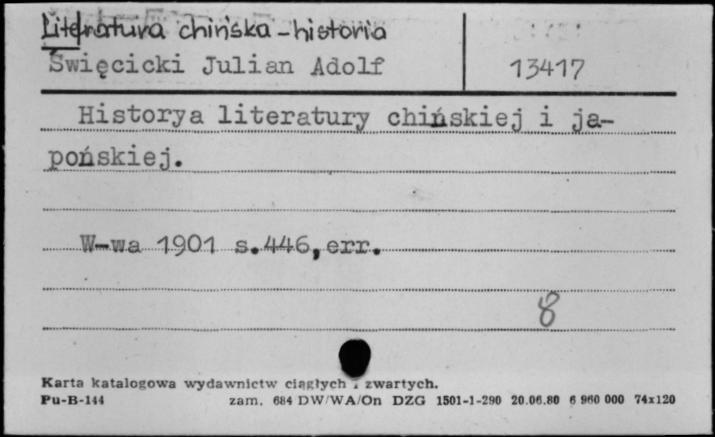 Literatura chińska - historia
Święcicki Julian Adolf 13417
Historya literatury chińskiej i ja-
pońskiej.
W-wa 1901 s.446, err.
8
Karta katalogowa wydawnictw ciągłych i zwartych.
Pu-B-144 zam. 684 DW/WA/On DZG 1501-1-290 20.06.80 6 960 000 74x120